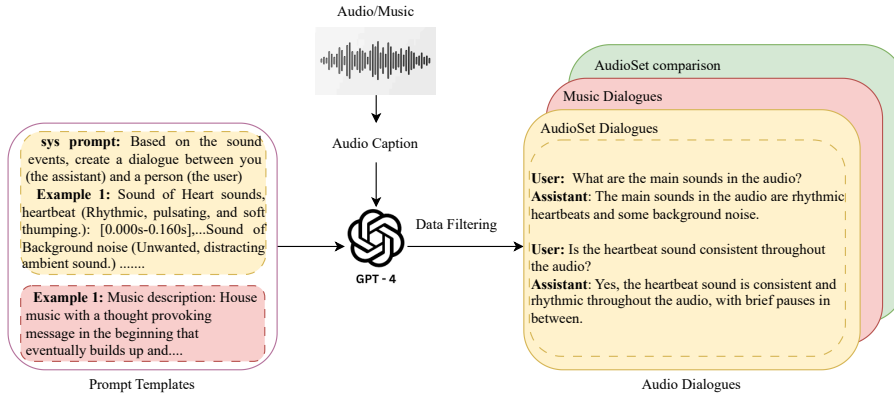 Audio/Music
Audio Caption
sys prompt: Based on the sound
events, create a dialogue between you
(the assistant) and a person (the user)
Example 1: Sound of Heart sounds,
heartbeat (Rhythmic, pulsating, and soft
thumping.): [0.000s-0.160s],...Sound of
Background noise (Unwanted, distracting
ambient sound.) .......
Example 1: Music description: House
music with a thought provoking
message in the beginning that
eventually builds up and....
Prompt Templates
GPT - 4
Data Filtering
AudioSet comparison
Music Dialogues
AudioSet Dialogues
User: What are the main sounds in the audio?
Assistant: The main sounds in the audio are rhythmic
heartbeats and some background noise.
User: Is the heartbeat sound consistent throughout
the audio?
Assistant: Yes, the heartbeat sound is consistent and
rhythmic throughout the audio, with brief pauses in
between.
Audio Dialogues